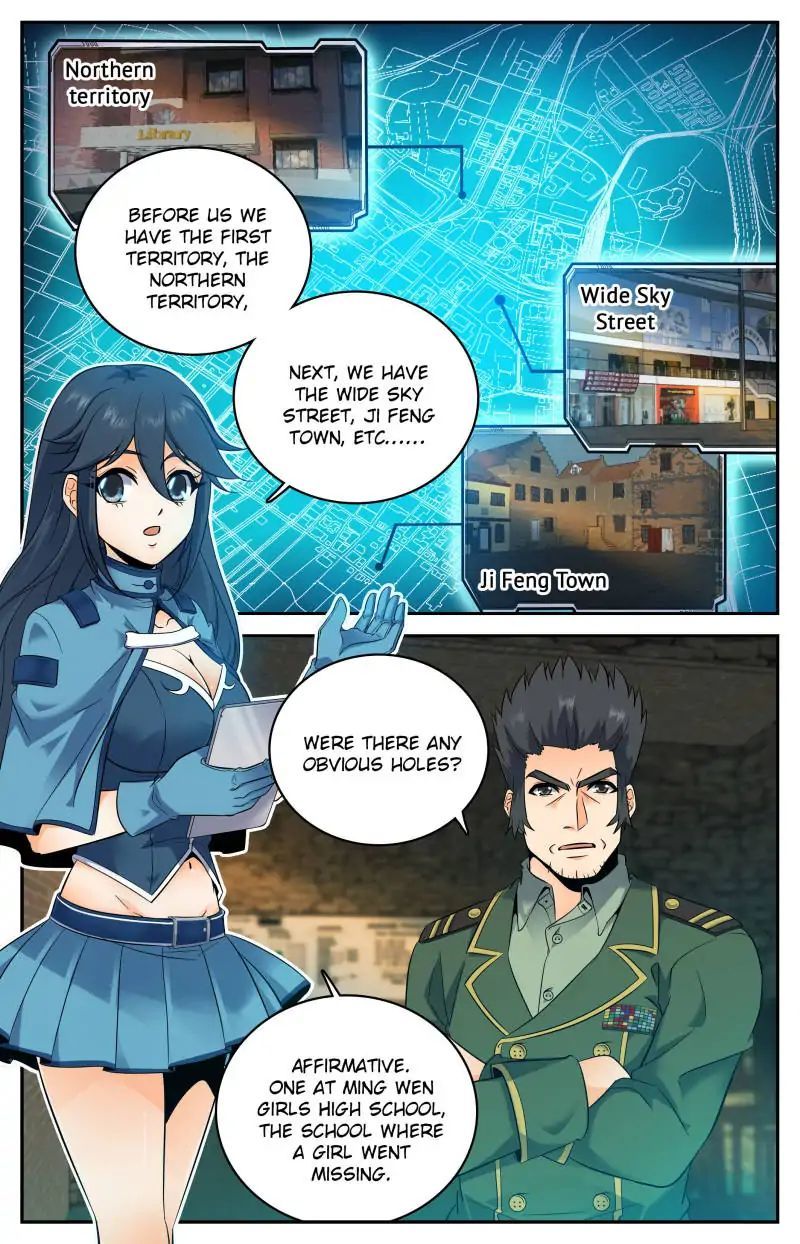 Northern
territory
Library
BEFORE US WE
HAVE THE FIRST
TERRITORY, THE
NORTHERN
TERRITORY,
Wide Sky
Street
NEXT, WE HAVE
THE WIDE SKY
STREET, JI FENG
TOWN, ETC......
Ji Feng Town
WERE THERE ANY
OBVIOUS HOLES?
AFFIRMATIVE.
ONE AT MING WEN
GIRLS HIGH SCHOOL,
THE SCHOOL WHERE
A GIRL WENT
MISSING.